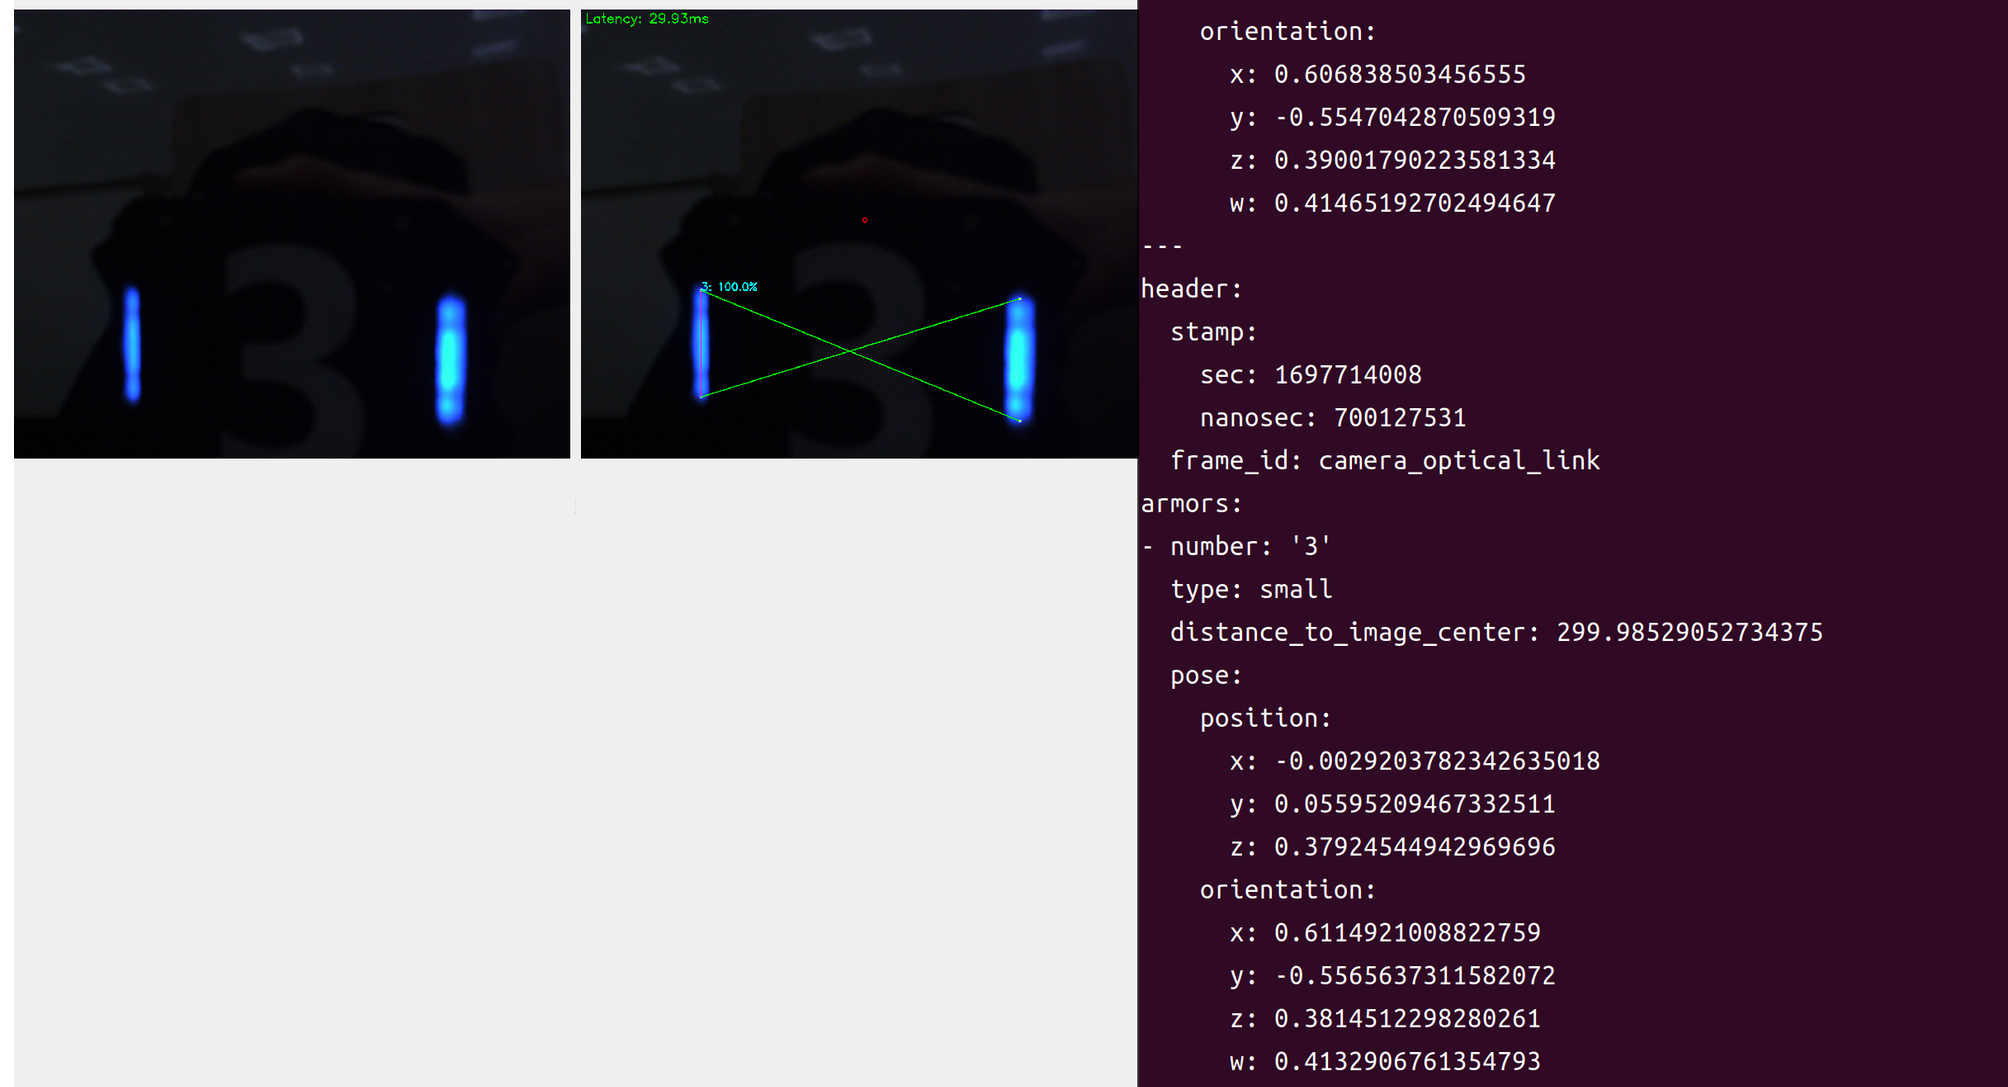 Latency: 29.93ms
3
3: 100.0%
3
orientation:
x: 0.606838503456555
y: -0.5547042870509319
z: 0.39001790223581334
w: 0.41465192702494647
---
header:
stamp:
sec: 1697714008
nanosec: 700127531
frame_id: camera_optical_link
armors:
- number: '3'
type: small
distance_to_image_center: 299.98529052734375
pose:
position:
x: -0.0029203782342635018
y: 0.05595209467332511
z: 0.37924544942969696
orientation:
x: 0.6114921008822759
y: -0.5565637311582072
z: 0.3814512298280261
w: 0.4132906761354793